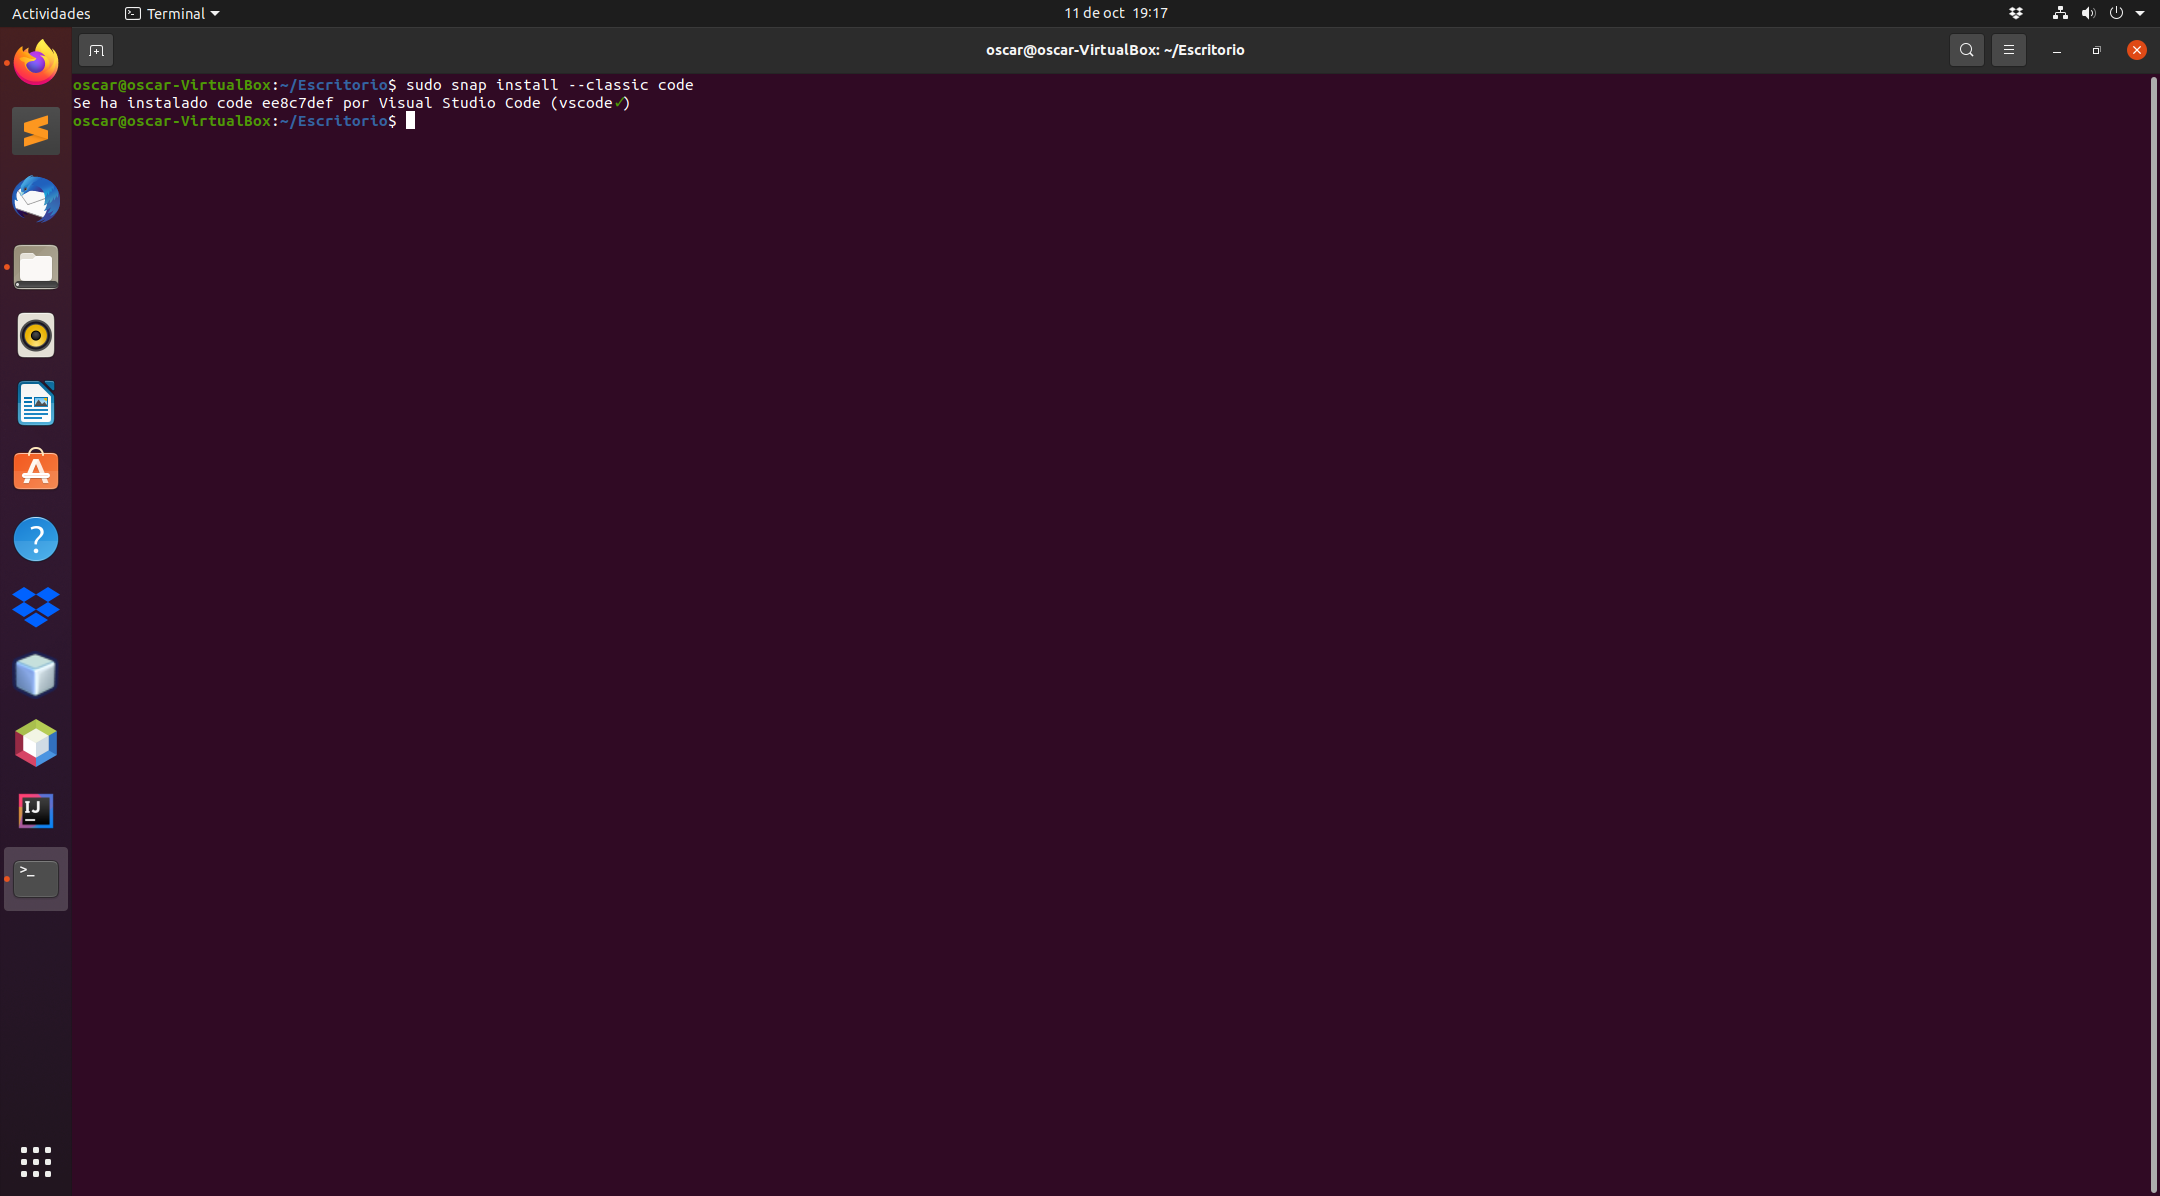 Actividades
Terminal
11 de oct 19:17
oscar@oscar-VirtualBox: ~/Escritorio
oscar@oscar-VirtualBox:~/Escritorio$ sudo snap install --classic code
Se ha instalado code ee8c7def por Visual Studio Code (vscode✓)
oscar@oscar-VirtualBox:~/Escritorio$
A
?
IJ
>_